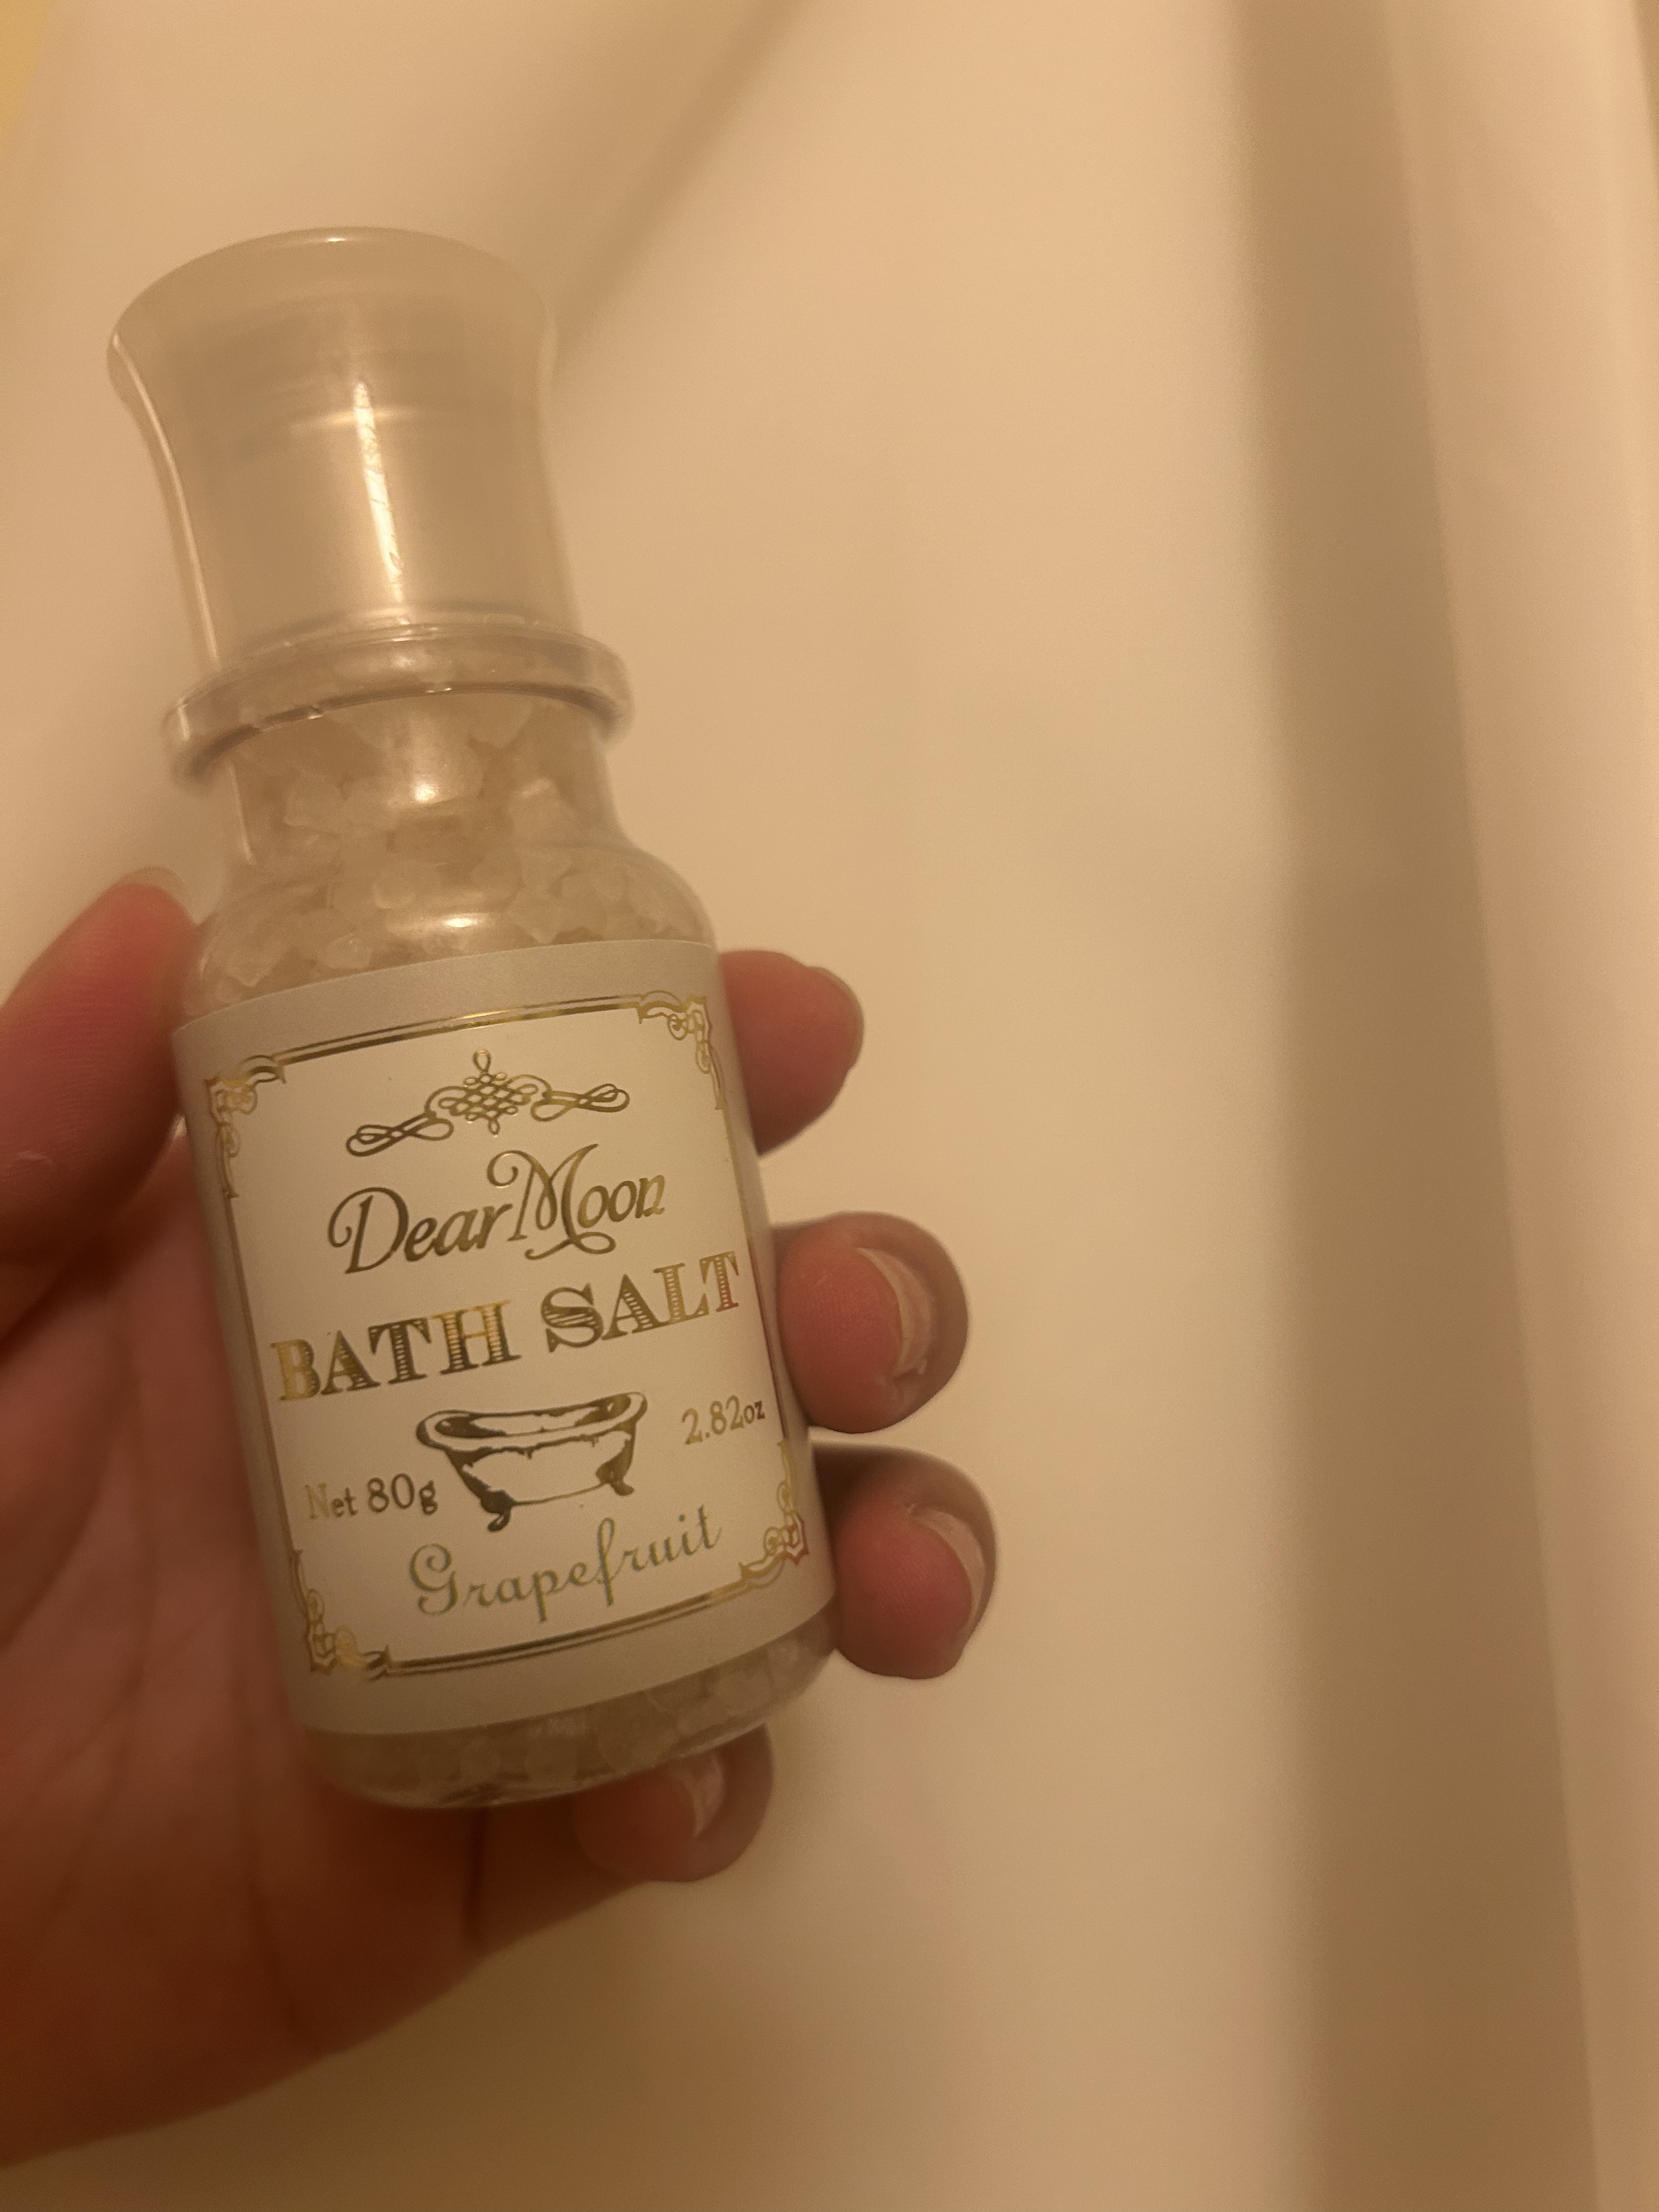 Dear Moon
BATH SALT
Net 80g 2.82oz
Grapefruit